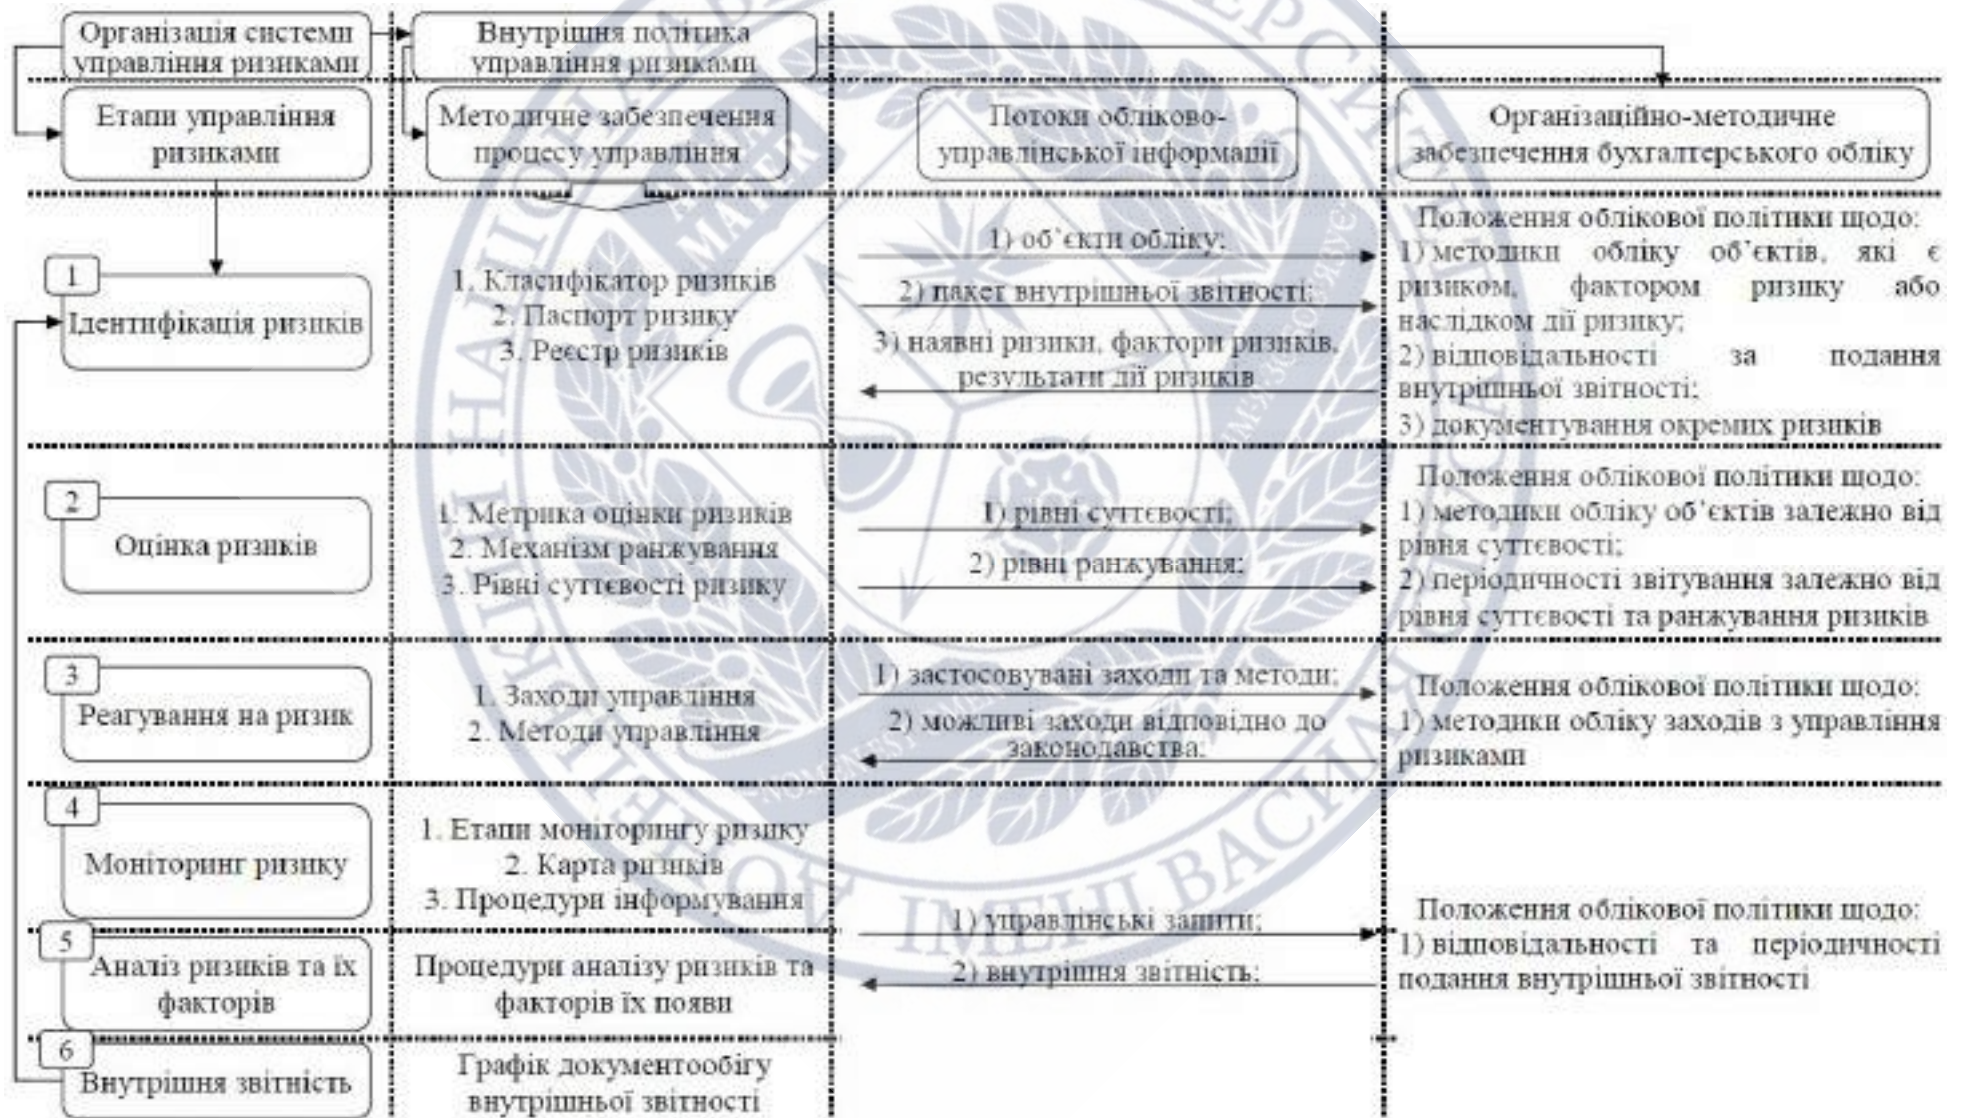 Організація системи
управління ризиками
Внутрішня політика
управління ризиками
Етапи управління
ризиками
Методичне забезпечення
процесу управління
Потоки обліково-
управлінської інформації
Організаційно-методичне
забезпечення бухгалтерського обліку
1
Ідентифікація ризиків
1. Класифікатор ризиків
2. Паспорт ризику
3. Реєстр ризиків
1) об’єкти обліку;
2) пакет внутрішньої звітності;
3) наявні ризики, фактори ризиків,
результати дії ризиків
Положення облікової політики щодо:
1) методики обліку об’єктів, які є
ризиком, фактором ризику або
наслідком дії ризику;
2) відповідальності за подання
внутрішньої звітності;
3) документування окремих ризиків
2
Оцінка ризиків
1. Метрика оцінки ризиків
2. Механізм ранжування
3. Рівні суттєвості ризику
1) рівні суттєвості;
2) рівні ранжування;
Положення облікової політики щодо:
1) методики обліку об’єктів залежно від
рівня суттєвості;
2) періодичності звітування залежно від
рівня суттєвості та ранжування ризиків
3
Реагування на ризик
1. Заходи управління
2. Методи управління
1) застосовувані заходи та методи;
2) можливі заходи відповідно до
законодавства;
Положення облікової політики щодо:
1) методики обліку заходів з управління
ризиками
4
Моніторинг ризику
1. Етапи моніторингу ризику
2. Карта ризиків
3. Процедури інформування
1) управлінські запити;
2) внутрішня звітність;
Положення облікової політики щодо:
1) відповідальності та періодичності
подання внутрішньої звітності
5
Аналіз ризиків та їх
факторів
Процедури аналізу ризиків та
факторів їх появи
6
Внутрішня звітність
Графік документообігу
внутрішньої звітності
ALMA
MATER
ІМЕНІ ВАСИ